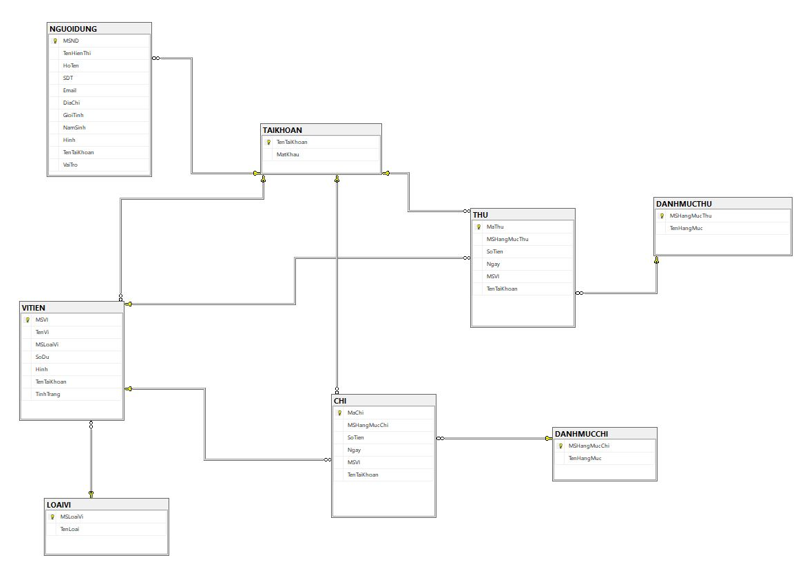 NGUOIDUNG
MSND
TenHienThi
HoTen
SDT
Email
DiaChi
GioiTinh
NamSinh
Hinh
TenTaiKhoan
VaiTro
TAIKHOAN
TenTaiKhoan
MatKhau
THU
MaThu
MSHangMucThu
SoTien
Ngay
MSVi
TenTaiKhoan
DANHMUCTHU
MSHangMucThu
TenHangMuc
VITIEN
MSVi
TenVi
MSLoaiVi
SoDu
Hinh
TenTaiKhoan
TinhTrang
CHI
MaChi
MSHangMucChi
SoTien
Ngay
MSVi
TenTaiKhoan
DANHMUCCHI
MSHangMucChi
TenHangMuc
LOAIVI
MSLoaiVi
TenLoai